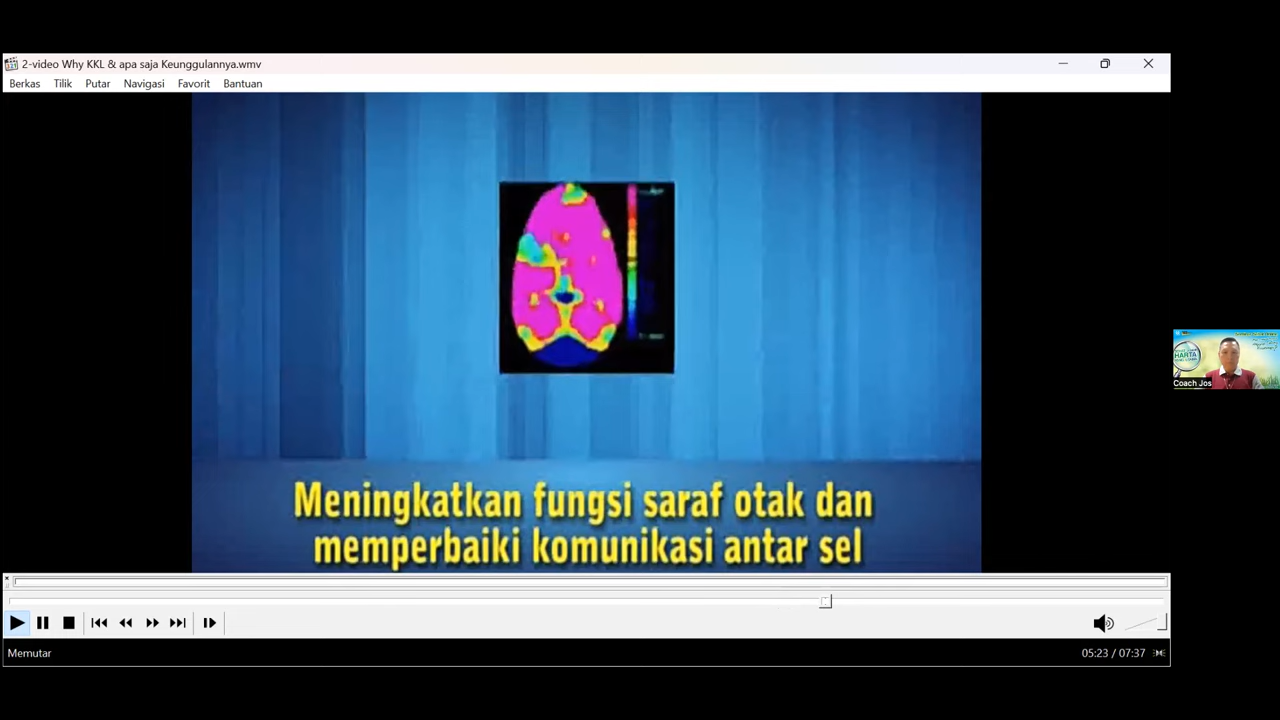 2-video Why KKL & apa saja Keunggulannya.wmv
Berkas Tilik Putar Navigasi Favorit Bantuan
Meningkatkan fungsi saraf otak dan
memperbaiki komunikasi antar sel
HARTA
Coach Jos
Memutar
05:23 / 07:37